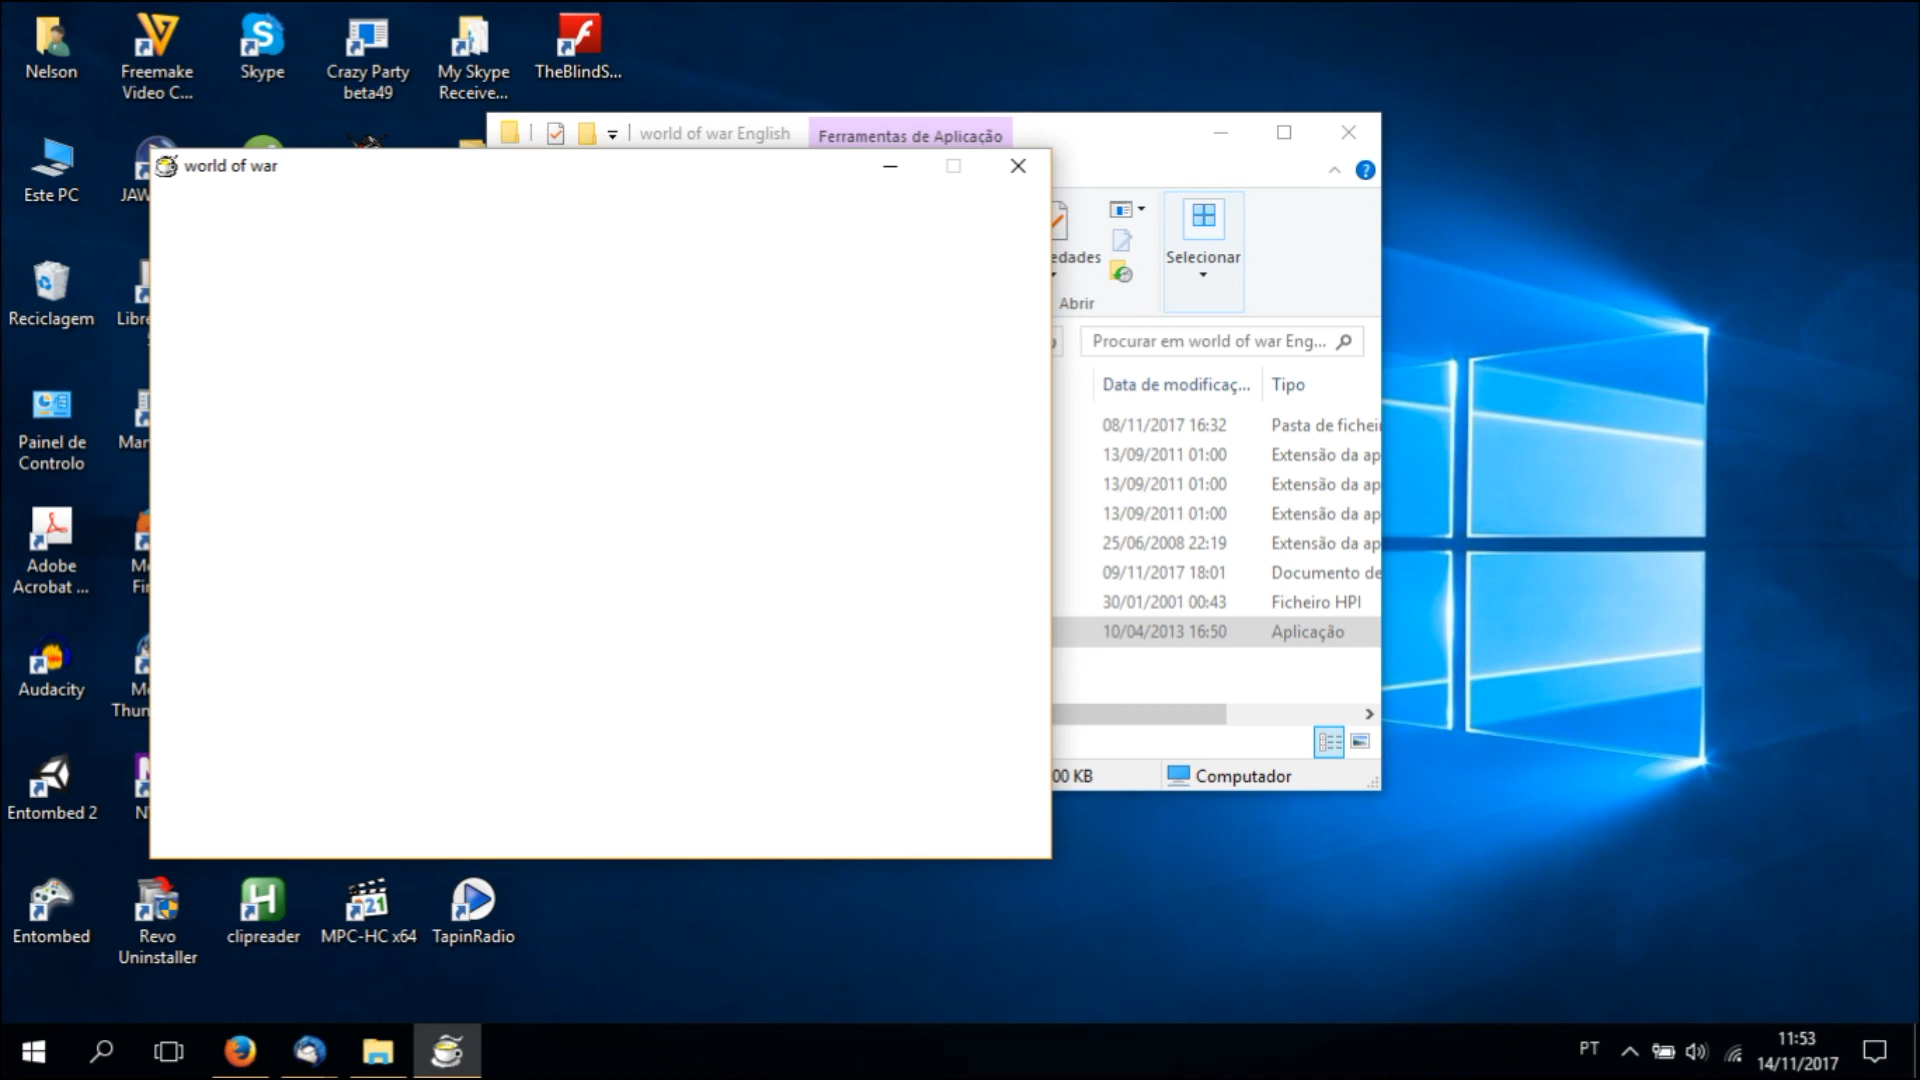 Nelson
Freemake
Video C...
Skype
Crazy Party
beta49
My Skype
Receive...
TheBlindS...
world of war English
Ferramentas de Aplicação
world of war
Este PC
JAW
edades
Selecionar
Abrir
Reciclagem
Libre
Procurar em world of war Eng...
Data de modificaç...
Tipo
08/11/2017 16:32
Pasta de fichei
13/09/2011 01:00
Extensão da ap
13/09/2011 01:00
Extensão da ap
13/09/2011 01:00
Extensão da ap
25/06/2008 22:19
Extensão da ap
09/11/2017 18:01
Documento de
30/01/2001 00:43
Ficheiro HPI
10/04/2013 16:50
Aplicação
Painel de
Controlo
Mar
Adobe
Acrobat ...
Mo
Fir
Audacity
Mo
Thun
00 KB
Computador
Entombed 2
N
Entombed
Revo
Uninstaller
clipreader
MPC-HC x64
TapinRadio
PT
11:53
14/11/2017